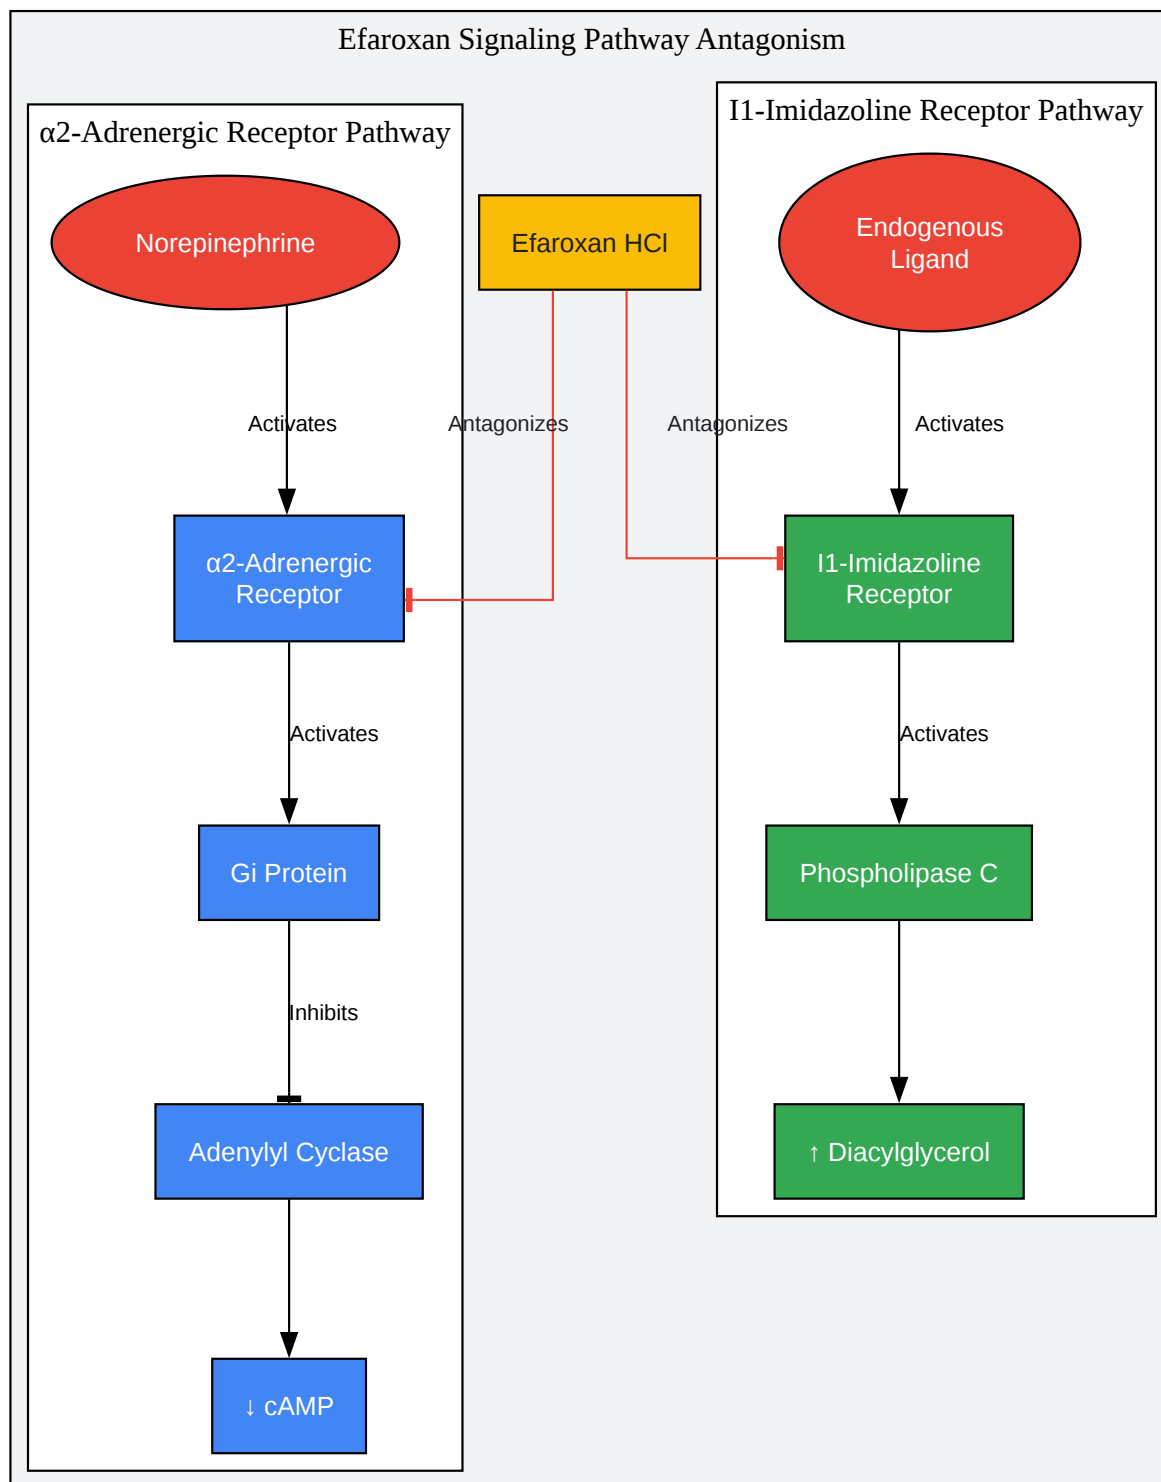 Efaroxan Signaling Pathway Antagonism
α2-Adrenergic Receptor Pathway
I1-Imidazoline Receptor Pathway
Norepinephrine
Efaroxan HCl
Endogenous
Ligand
Activates
Antagonizes
Antagonizes
Activates
α2-Adrenergic
Receptor
I1-Imidazoline
Receptor
Activates
Activates
Gi Protein
Phospholipase C
Inhibits
Adenylyl Cyclase
↑ Diacylglycerol
↓ cAMP